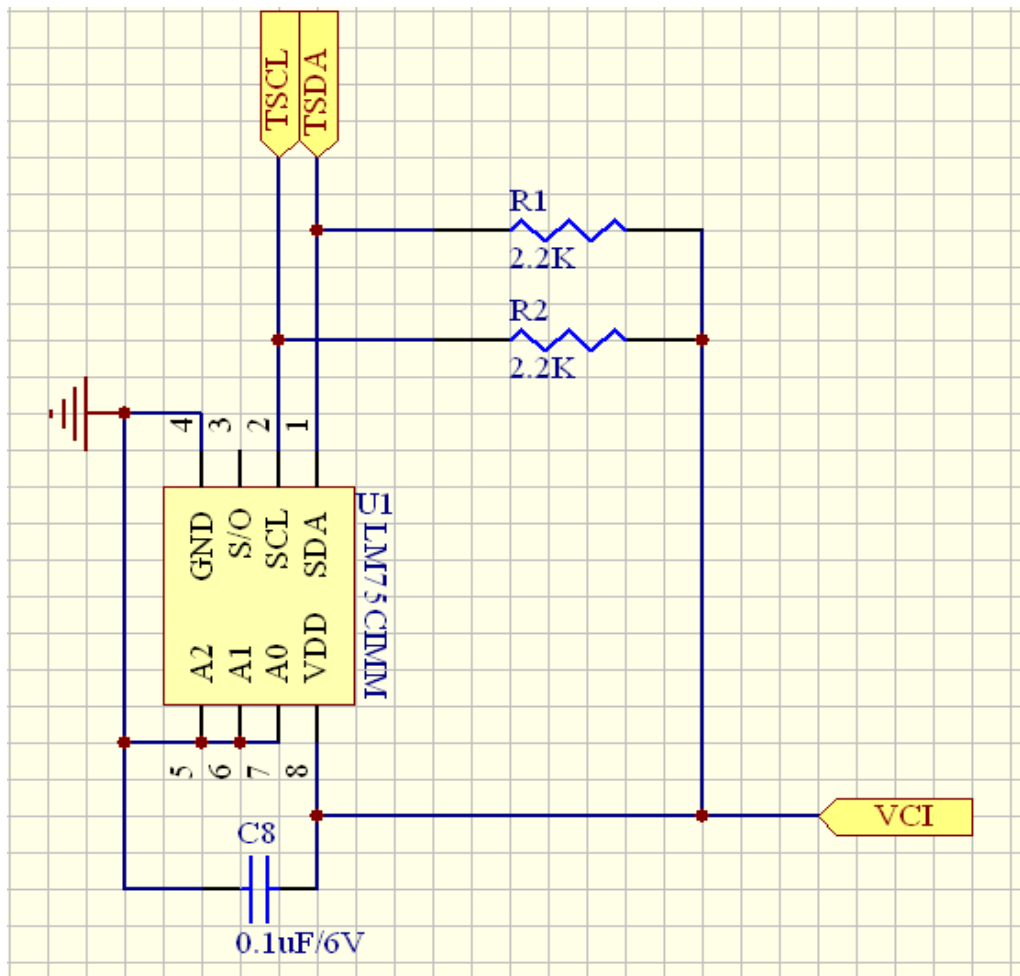 TSCL
TSDA
R1
2.2K
R2
2.2K
4
3
2
1
U1
LM75CIMM
GND
S/O
SCL
SDA
A2
A1
A0
VDD
5
6
7
8
VCI
C8
0.1uF/6V